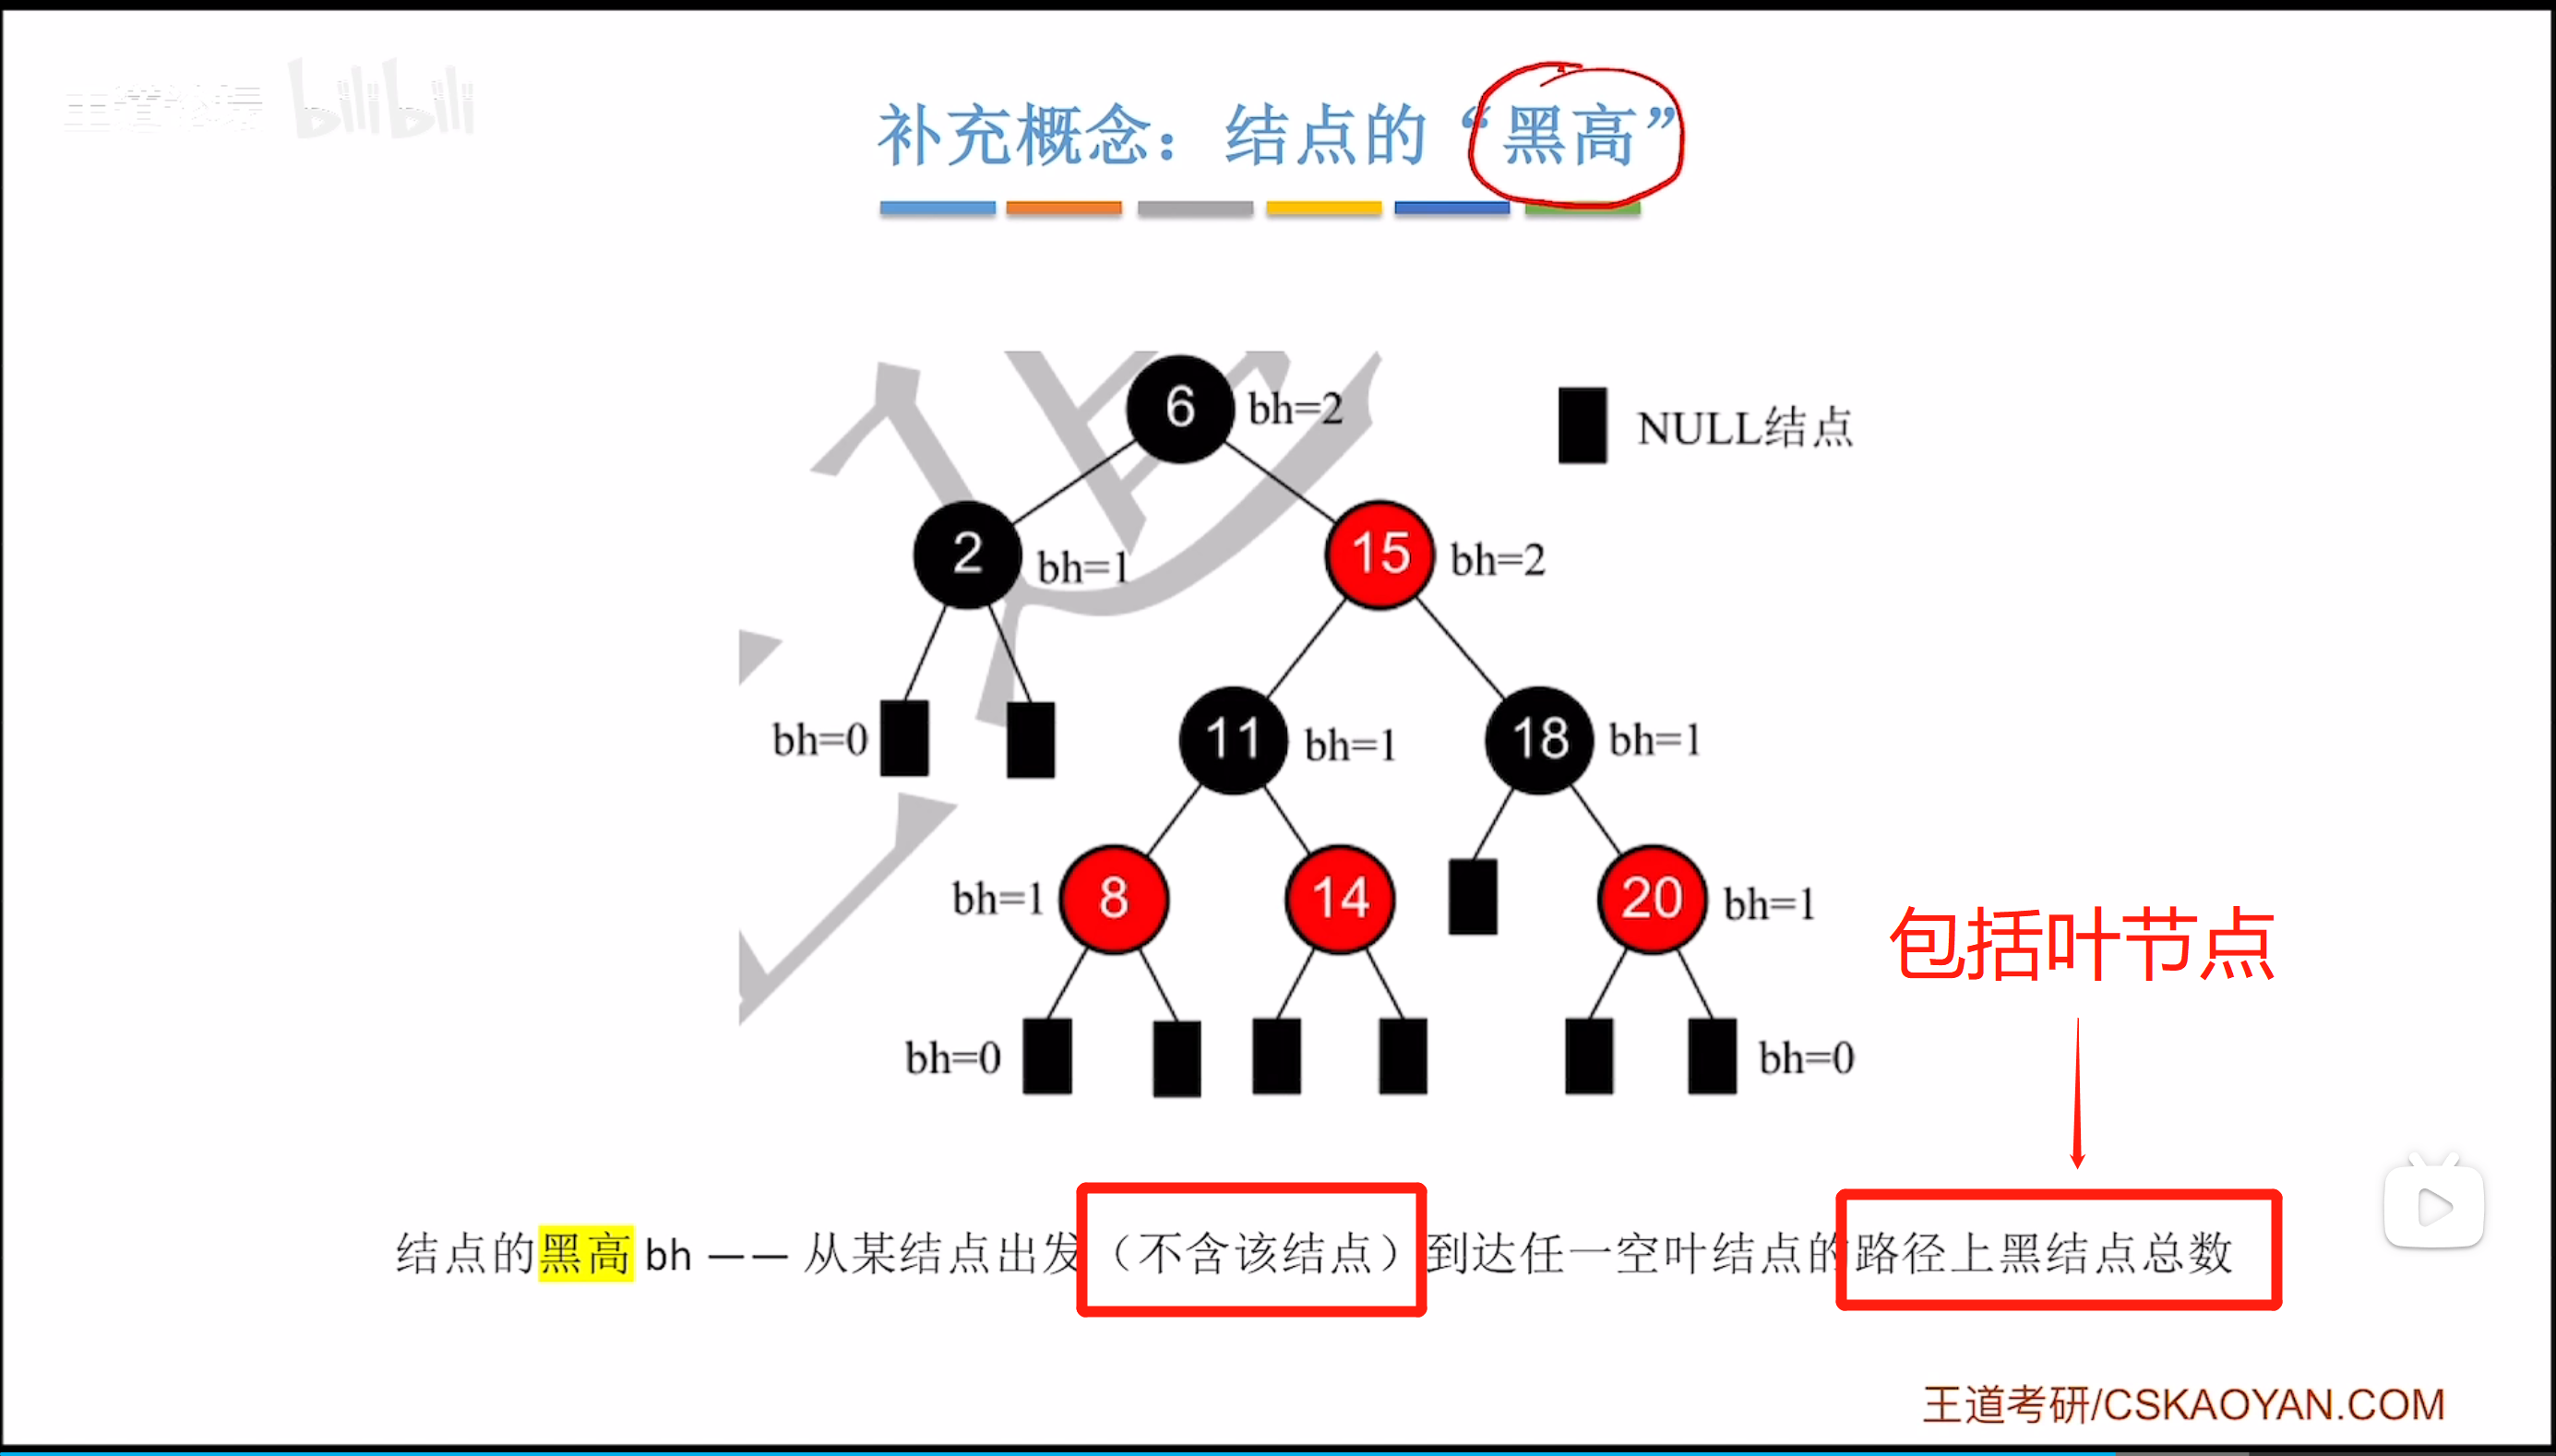 bilibili
补充概念：结点的“黑高”
6 bh=2
NULL结点
2 bh=1
15 bh=2
bh=0
11 bh=1
18 bh=1
bh=1 8
14
20 bh=1
包括叶节点
bh=0
bh=0
结点的黑高 bh —— 从某结点出发（不含该结点）到达任一空叶结点的路径上黑结点总数
王道考研/CSKAOYAN.COM